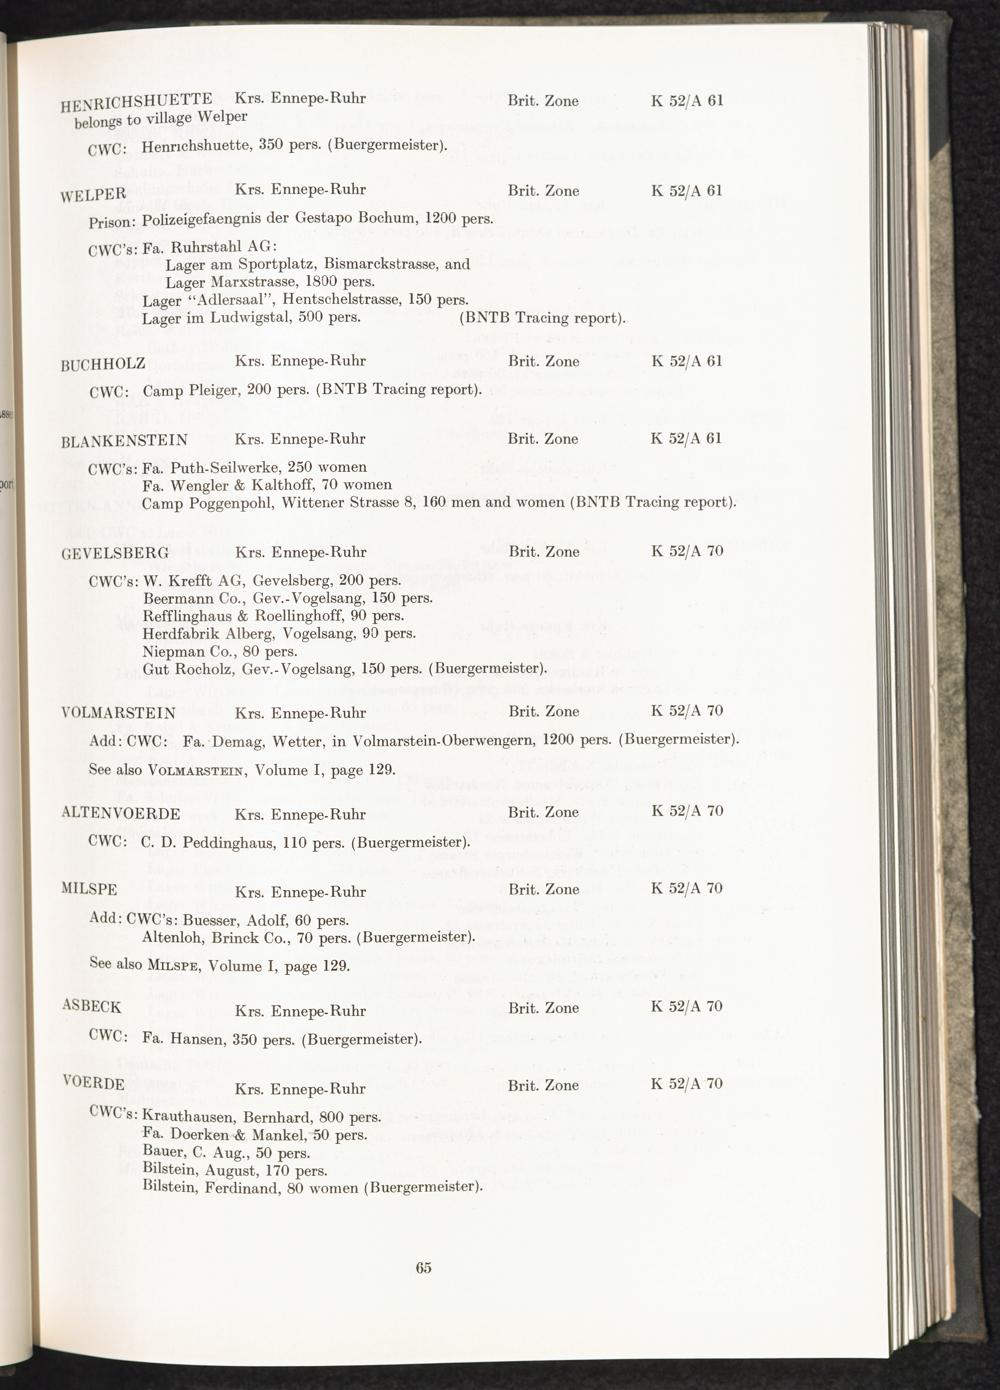 HENRICHSHUETTE Krs. Ennepe-Ruhr Brit. Zone K 52/A 61
belongs to village Welper
CWC: Henrichshuette, 350 pers. (Buergermeister).
WELPER Krs. Ennepe-Ruhr Brit. Zone K 52/A 61
Prison: Polizeigefaengnis der Gestapo Bochum, 1200 pers.
CWC's: Fa. Ruhrstahl AG:
Lager am Sportplatz, Bismarckstrasse, and
Lager Marxstrasse, 1800 pers.
Lager “Adlersaal”, Hentschelstrasse, 150 pers.
Lager im Ludwigstal, 500 pers. (BNTB Tracing report).
BUCHHOLZ Krs. Ennepe-Ruhr Brit. Zone K 52/A 61
CWC: Camp Pleiger, 200 pers. (BNTB Tracing report).
BLANKENSTEIN Krs. Ennepe-Ruhr Brit. Zone K 52/A 61
CWC's: Fa. Puth-Seilwerke, 250 women
Fa. Wengler & Kalthoff, 70 women
Camp Poggenpohl, Wittener Strasse 8, 160 men and women (BNTB Tracing report).
GEVELSBERG Krs. Ennepe-Ruhr Brit. Zone K 52/A 70
CWC's: W. Krefft AG, Gevelsberg, 200 pers.
Beermann Co., Gev.-Vogelsang, 150 pers.
Refflinghaus & Roellinghoff, 90 pers.
Herdfabrik Alberg, Vogelsang, 90 pers.
Niepman Co., 80 pers.
Gut Rocholz, Gev.-Vogelsang, 150 pers. (Buergermeister).
VOLMARSTEIN Krs. Ennepe-Ruhr Brit. Zone K 52/A 70
Add: CWC: Fa. Demag, Wetter, in Volmarstein-Oberwengern, 1200 pers. (Buergermeister).
See also VOLMARSTEIN, Volume I, page 129.
ALTENVOERDE Krs. Ennepe-Ruhr Brit. Zone K 52/A 70
CWC: C. D. Peddinghaus, 110 pers. (Buergermeister).
MILSPE Krs. Ennepe-Ruhr Brit. Zone K 52/A 70
Add: CWC's: Buesser, Adolf, 60 pers.
Altenloh, Brinck Co., 70 pers. (Buergermeister).
See also MILSPE, Volume I, page 129.
ASBECK Krs. Ennepe-Ruhr Brit. Zone K 52/A 70
CWC: Fa. Hansen, 350 pers. (Buergermeister).
VOERDE Krs. Ennepe-Ruhr Brit. Zone K 52/A 70
CWC's: Krauthausen, Bernhard, 800 pers.
Fa. Doerken & Mankel, 50 pers.
Bauer, C. Aug., 50 pers.
Bilstein, August, 170 pers.
Bilstein, Ferdinand, 80 women (Buergermeister).
65